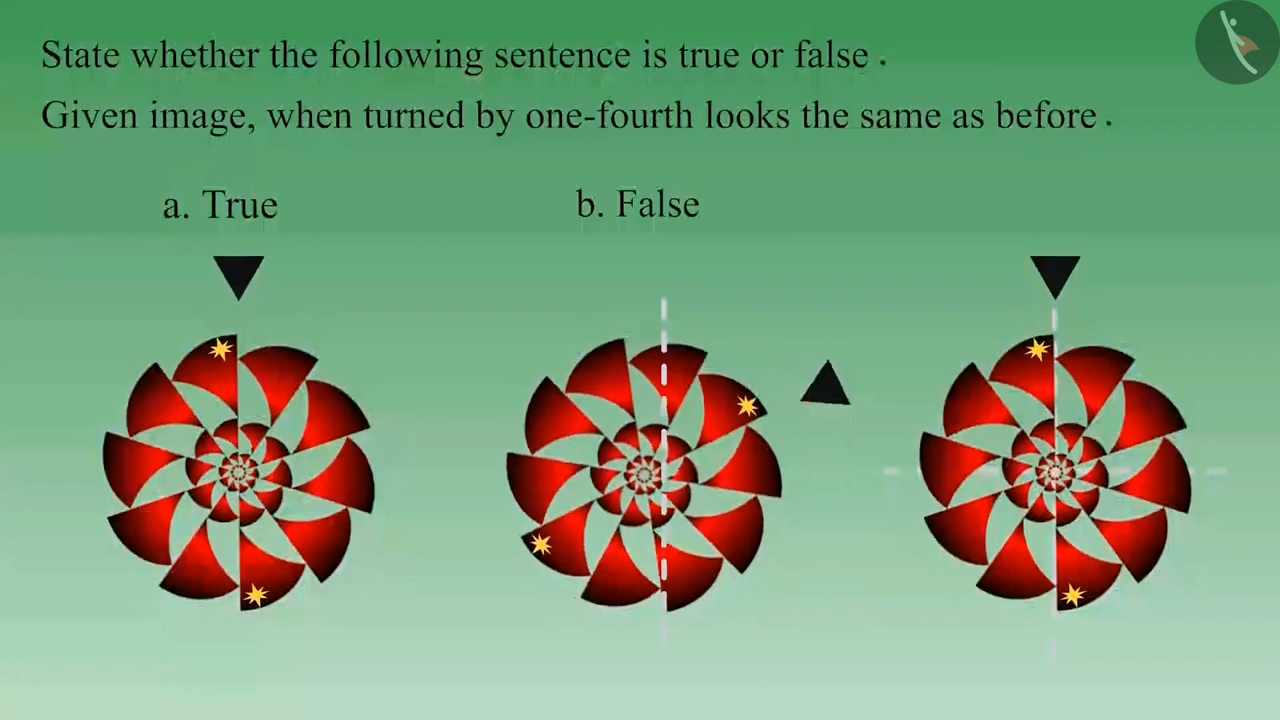 State whether the following sentence is true or false .
Given image, when turned by one-fourth looks the same as before .
a. True b. False